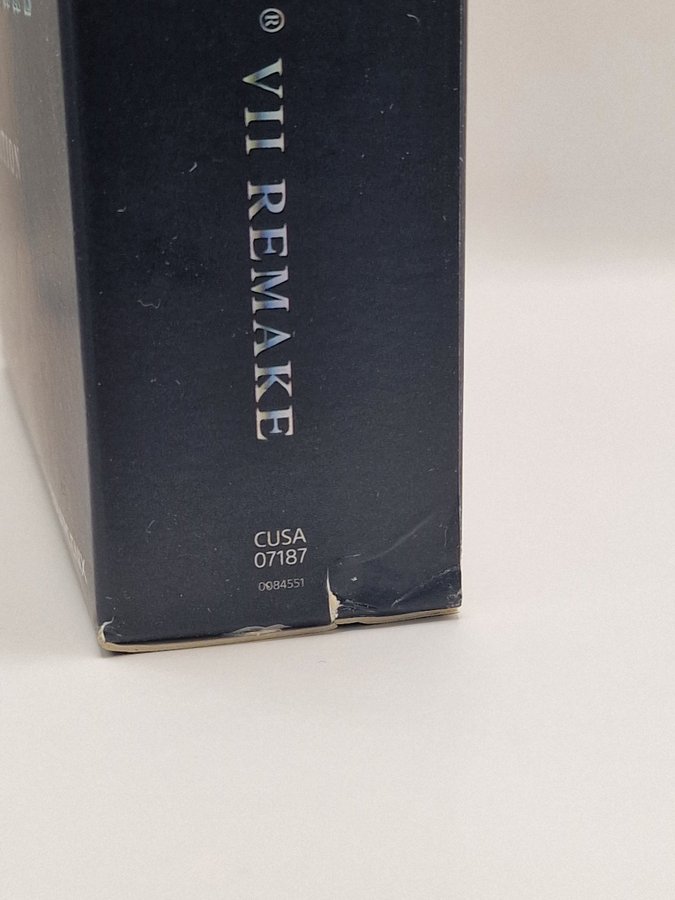 ® VII REMAKE
CUSA
07187
0084551